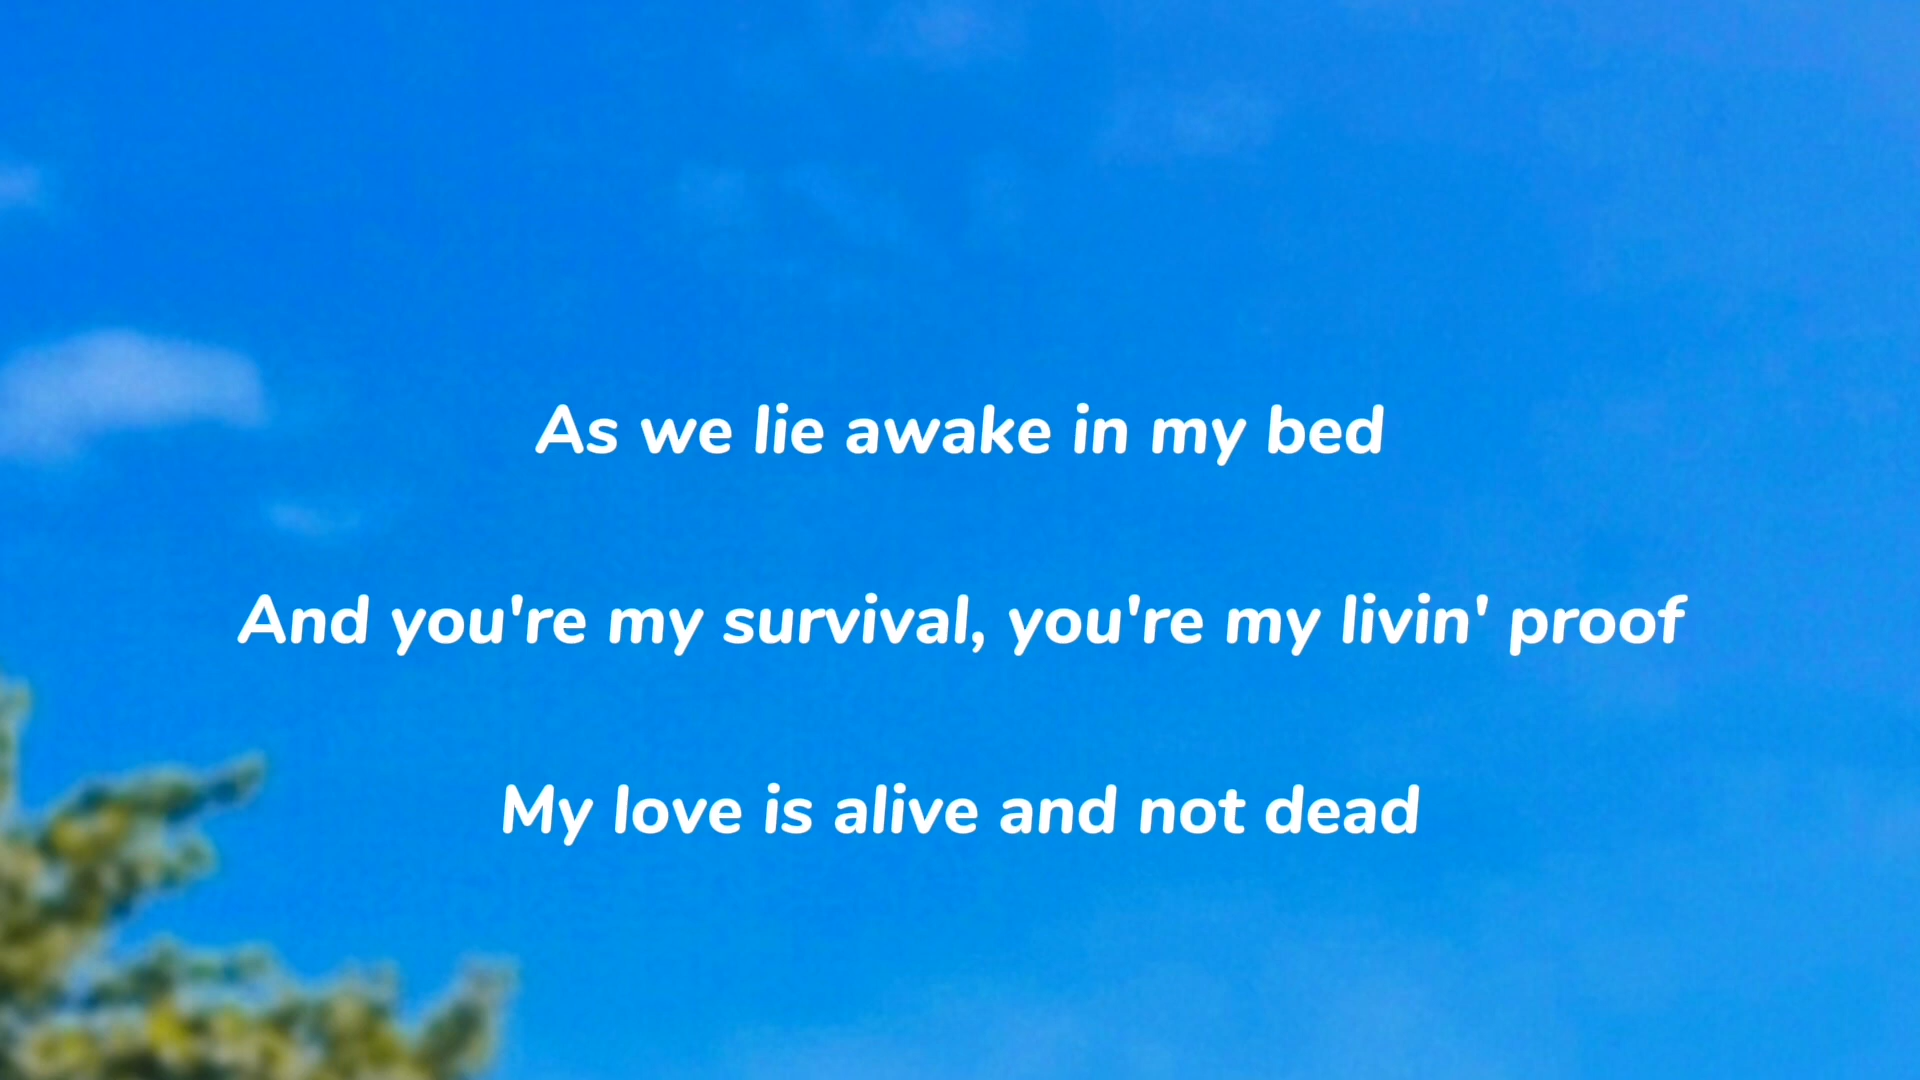 As we lie awake in my bed
And you're my survival, you're my livin' proof
My love is alive and not dead